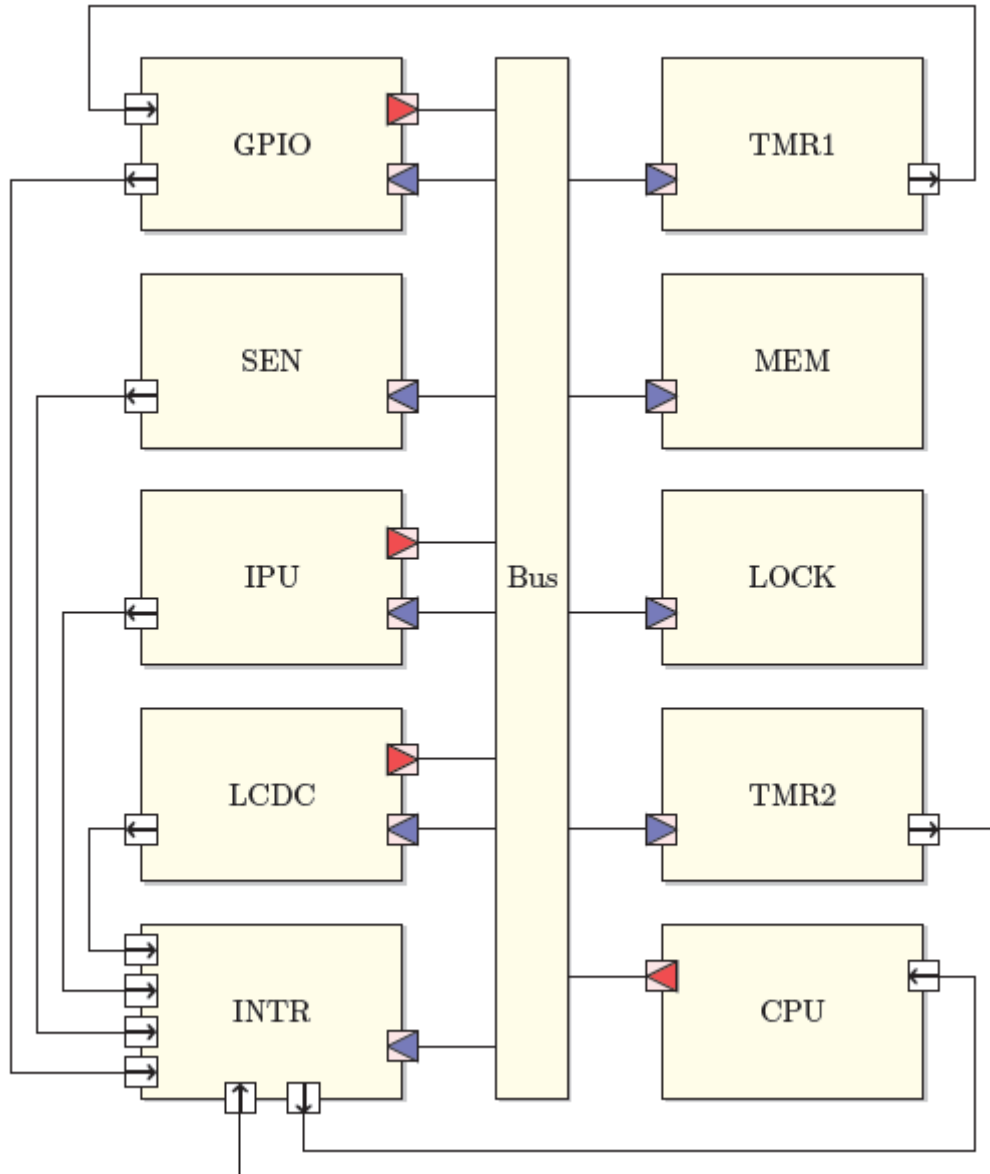 GPIO
TMR1
SEN
MEM
IPU
Bus
LOCK
LCDC
TMR2
INTR
CPU